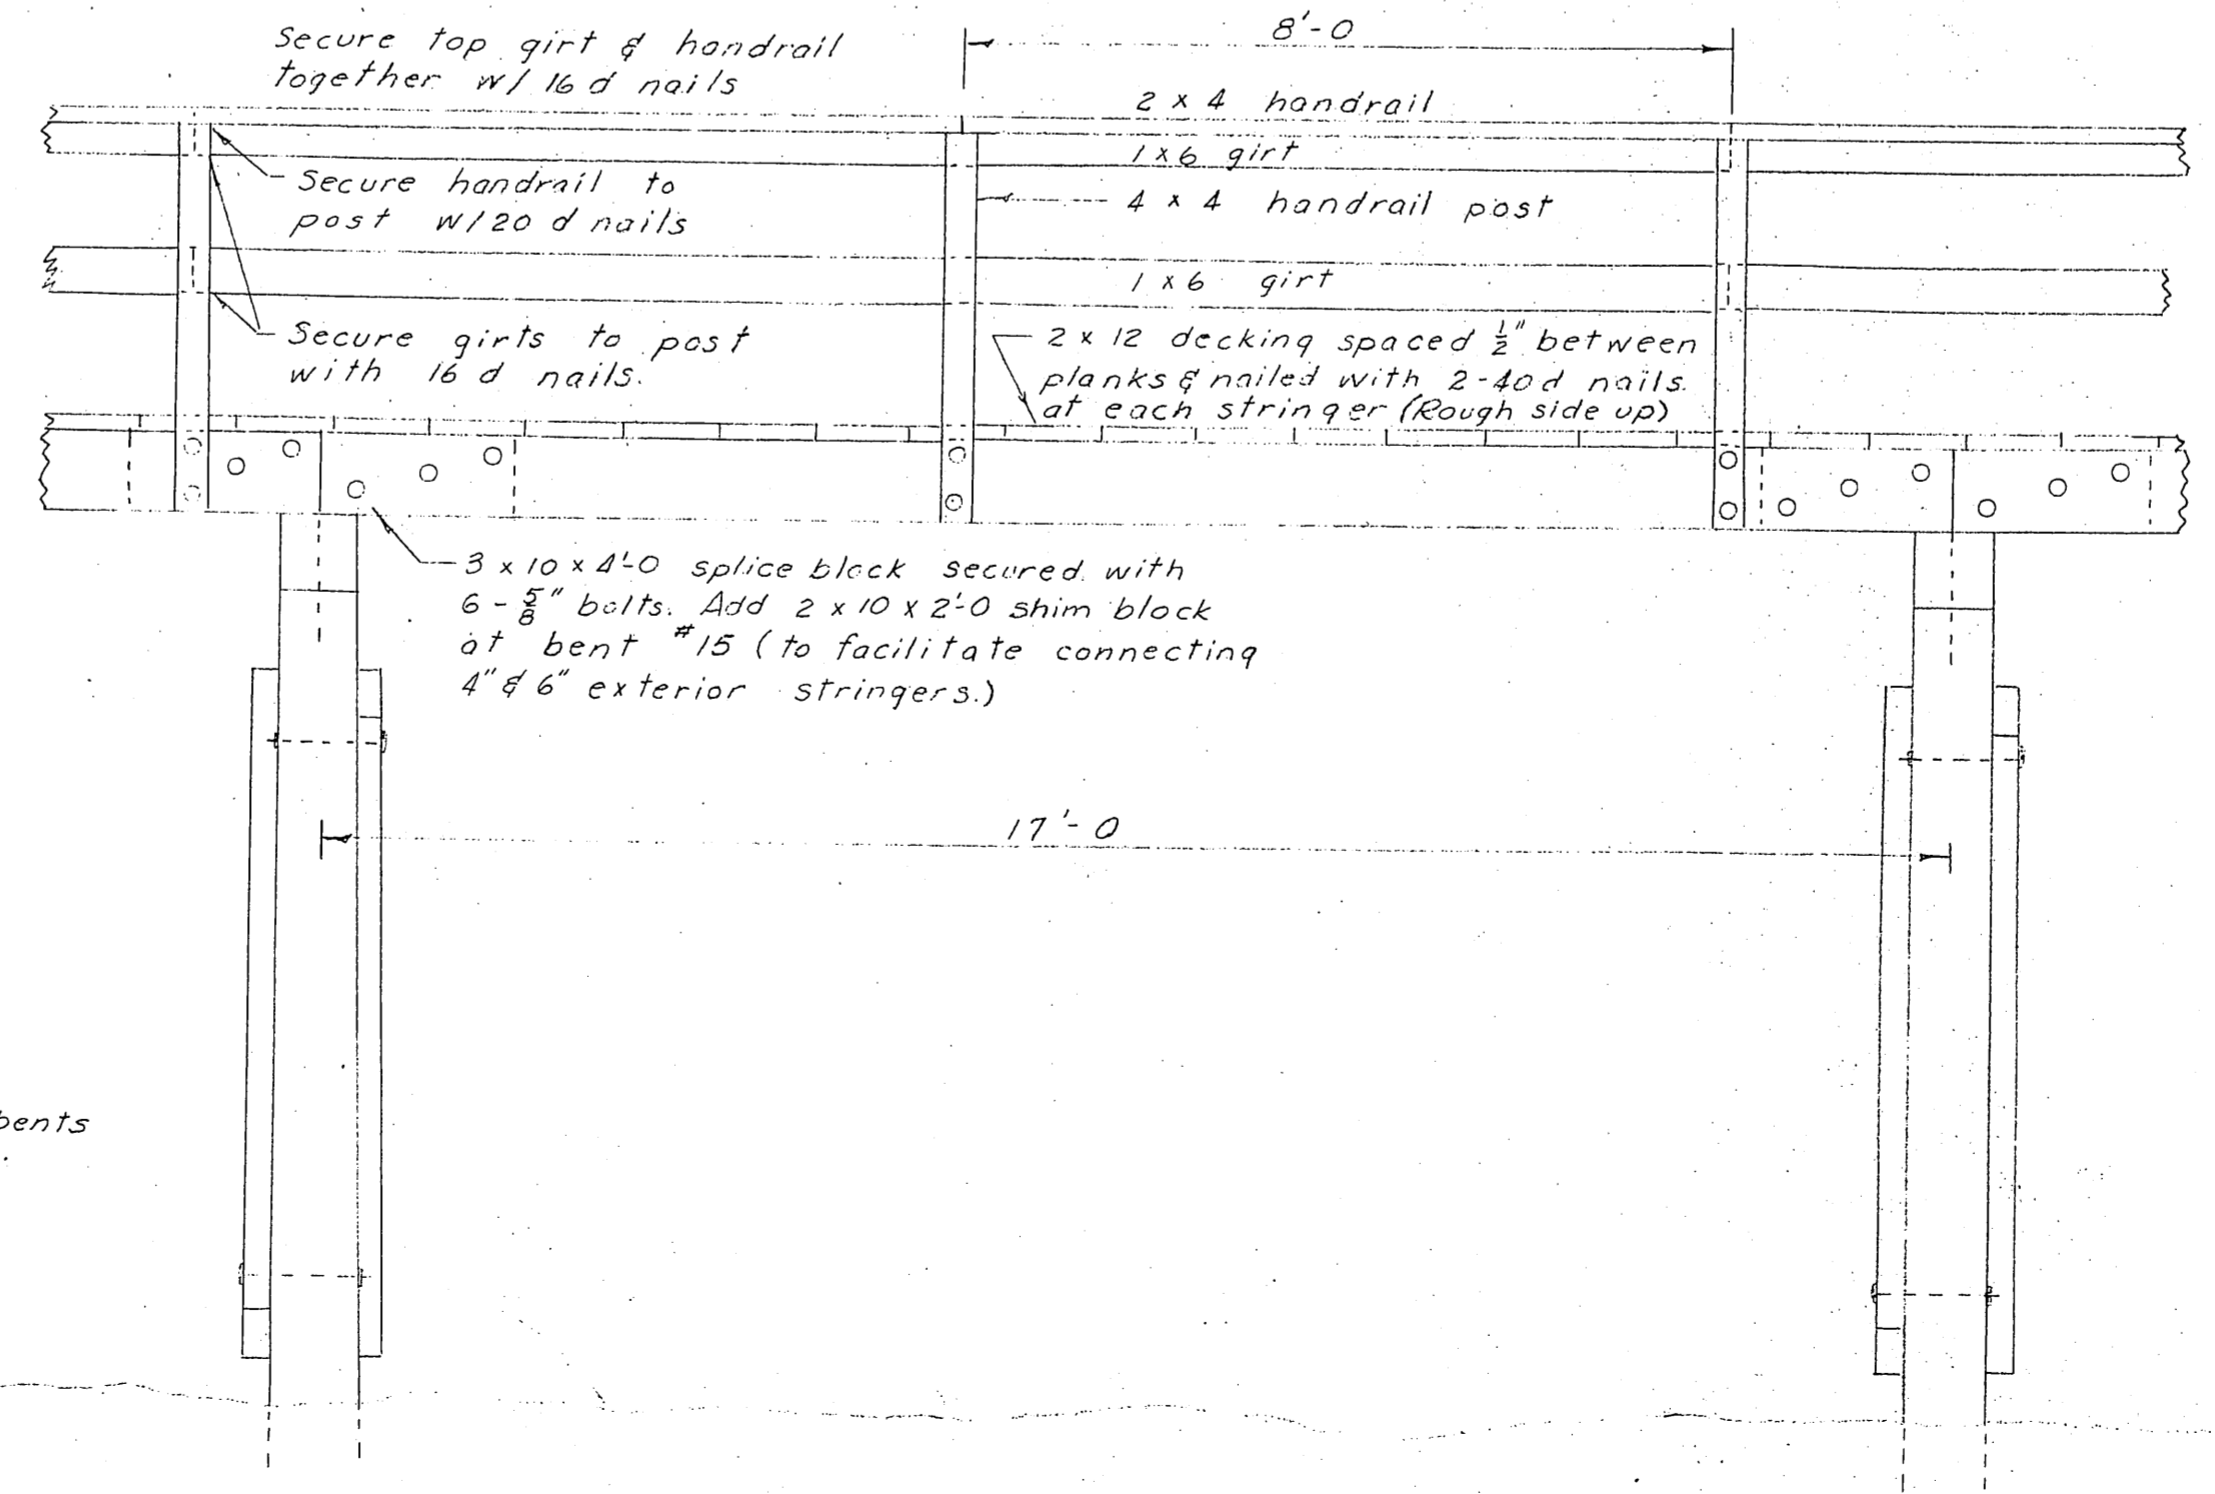 Secure top girt & handrail
together w/ 16 d nails
8'-0
2 x 4 handrail
1 x 6 girt
Secure handrail to
post w/ 20 d nails
4 x 4 handrail post
1 x 6 girt
Secure girts to post
with 16 d nails.
2 x 12 decking spaced ½" between
planks & nailed with 2-40d nails.
at each stringer (Rough side up)
3 x 10 x 4'-0 splice block secured with
6 - ⅝" bolts. Add 2 x 10 x 2'-0 shim block
at bent #15 (to facilitate connecting
4" & 6" exterior stringers.)
17'-0
bents